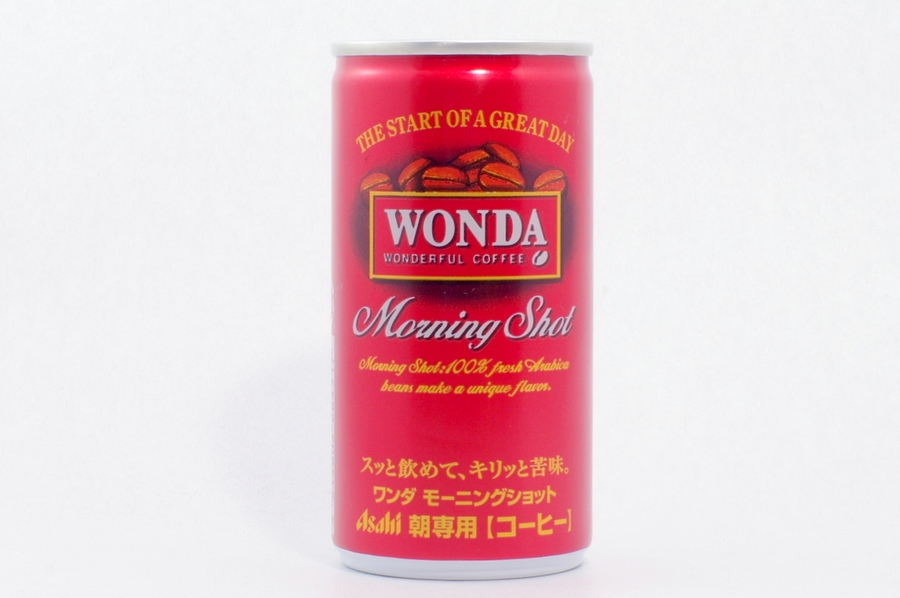 THE START OF A GREAT DAY
WONDA
WONDERFUL COFFEE
Morning Shot
Morning Shot:100% fresh Arabica
beans make a unique flavor.
スッと飲めて、キリッと苦味。
ワンダ モーニングショット
Asahi 朝専用【コーヒー】